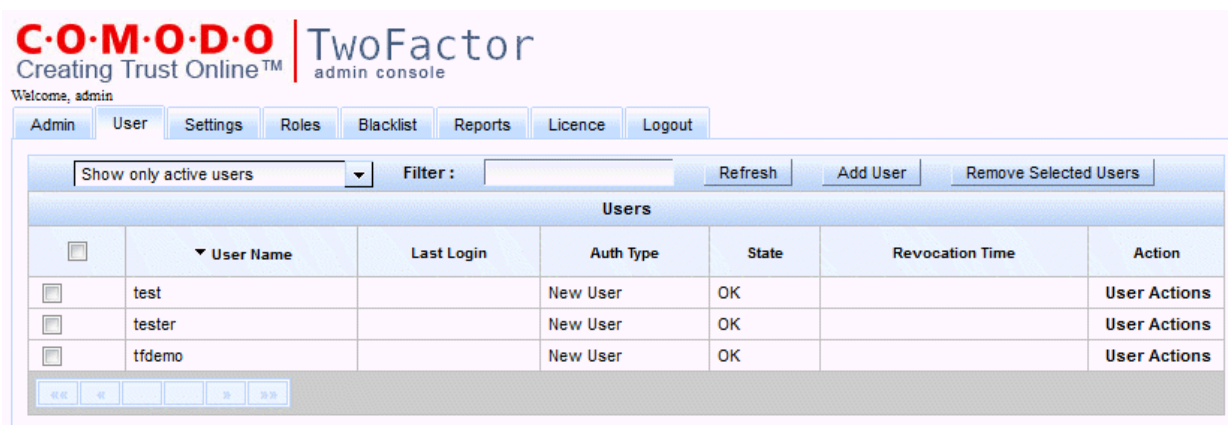 C·O·M·O·D·O
Creating Trust Online™
TwoFactor
admin console
Welcome, admin
Admin User Settings Roles Blacklist Reports Licence Logout
Show only active users Filter : Refresh Add User Remove Selected Users
Users
User Name Last Login Auth Type State Revocation Time Action
test New User OK User Actions
tester New User OK User Actions
tfdemo New User OK User Actions
«« « » »»